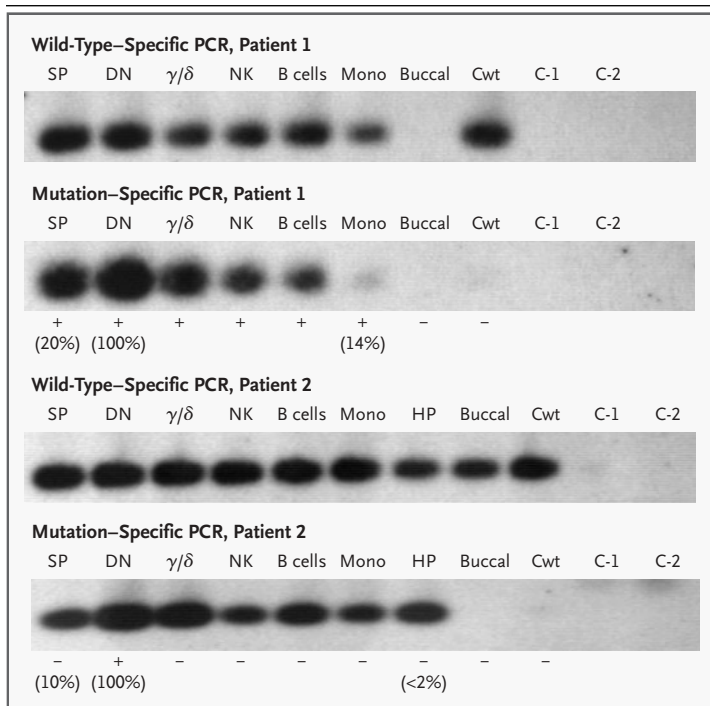 Wild-Type–Specific PCR, Patient 1
SP DN γ/δ NK B cells Mono Buccal Cwt C-1 C-2
Mutation–Specific PCR, Patient 1
SP DN γ/δ NK B cells Mono Buccal Cwt C-1 C-2
+ + + + + + – –
(20%) (100%) (14%)
Wild-Type–Specific PCR, Patient 2
SP DN γ/δ NK B cells Mono HP Buccal Cwt C-1 C-2
Mutation–Specific PCR, Patient 2
SP DN γ/δ NK B cells Mono HP Buccal Cwt C-1 C-2
– + – – – – – – –
(10%) (100%) (<2%)